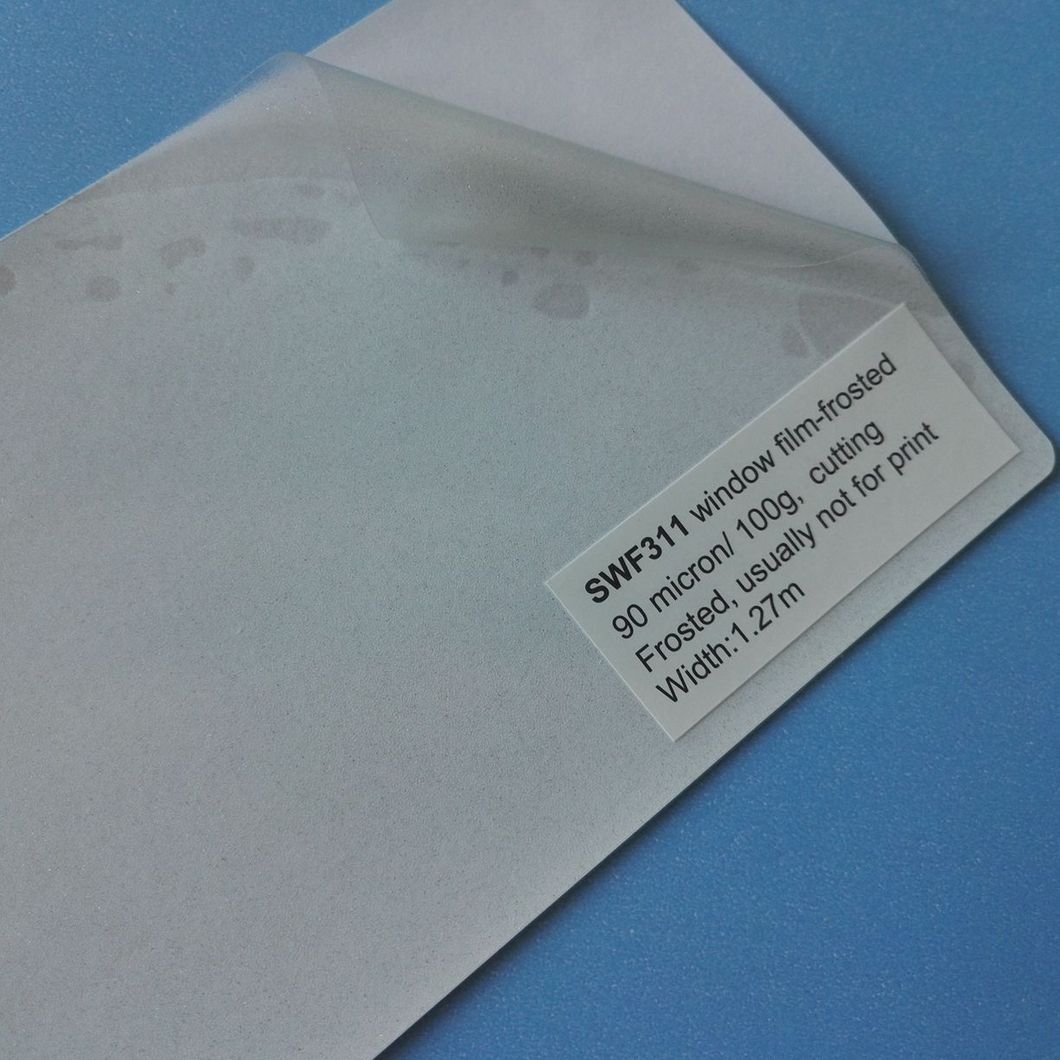 SWF311 window film-frosted
90 micron/ 100g, cutting
Frosted, usually not for print
Width:1.27m